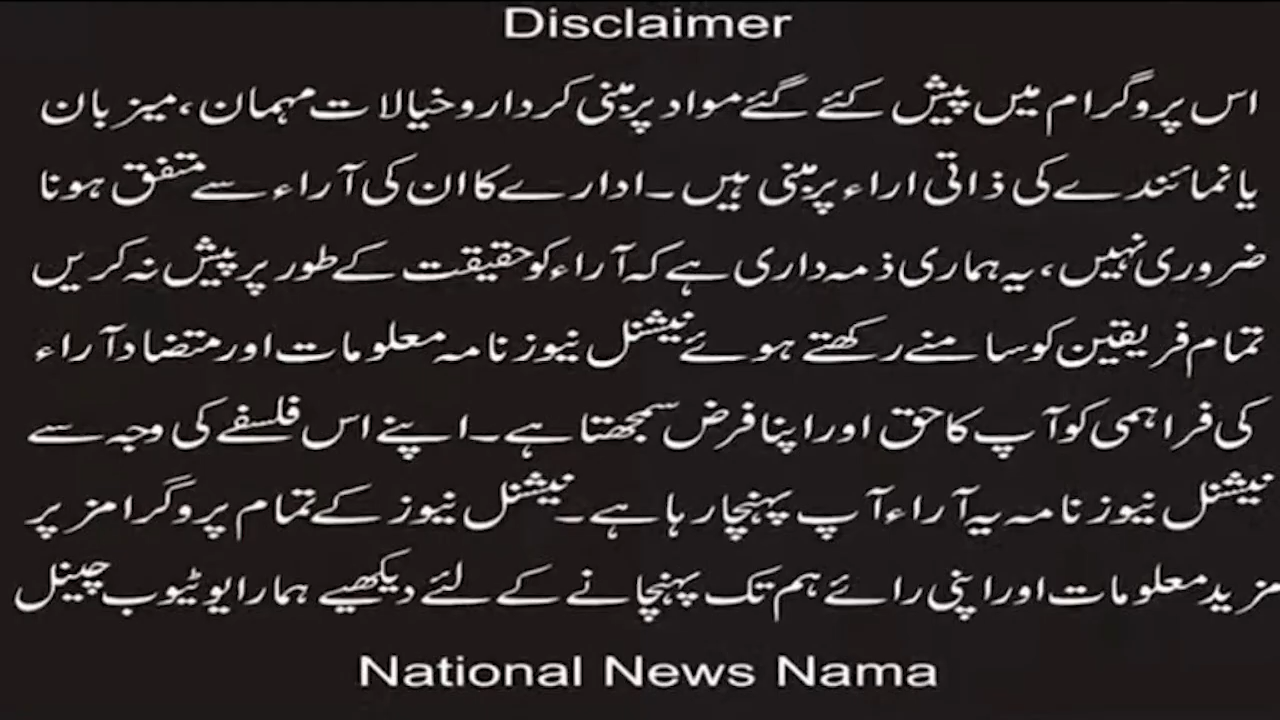 Disclaimer
اس پروگرام میں پیش کئے گئے مواد پر مبنی کردار و خیالات مہمان، میزبان
یا نمائندے کی ذاتی اراء پر مبنی ہیں۔ ادارے کا ان کی آراء سے متفق ہونا
ضروری نہیں، یہ ہماری ذمہ داری ہے کہ آراء کو حقیقت کے طور پر پیش نہ کریں
تمام فریقین کو سامنے رکھتے ہوئے نیشنل نیوز نامہ معلومات اور متضاد آراء
کی فراہمی کو آپ کا حق اور اپنا فرض سمجھتا ہے۔ اپنے اس فلسفے کی وجہ سے
نیشنل نیوز نامہ یہ آراء آپ پہنچا رہا ہے۔ نیشنل نیوز کے تمام پروگرامز پر
مزید معلومات اور اپنی رائے ہم تک پہنچانے کے لئے دیکھیے ہمارا یوٹیوب چینل
National News Nama